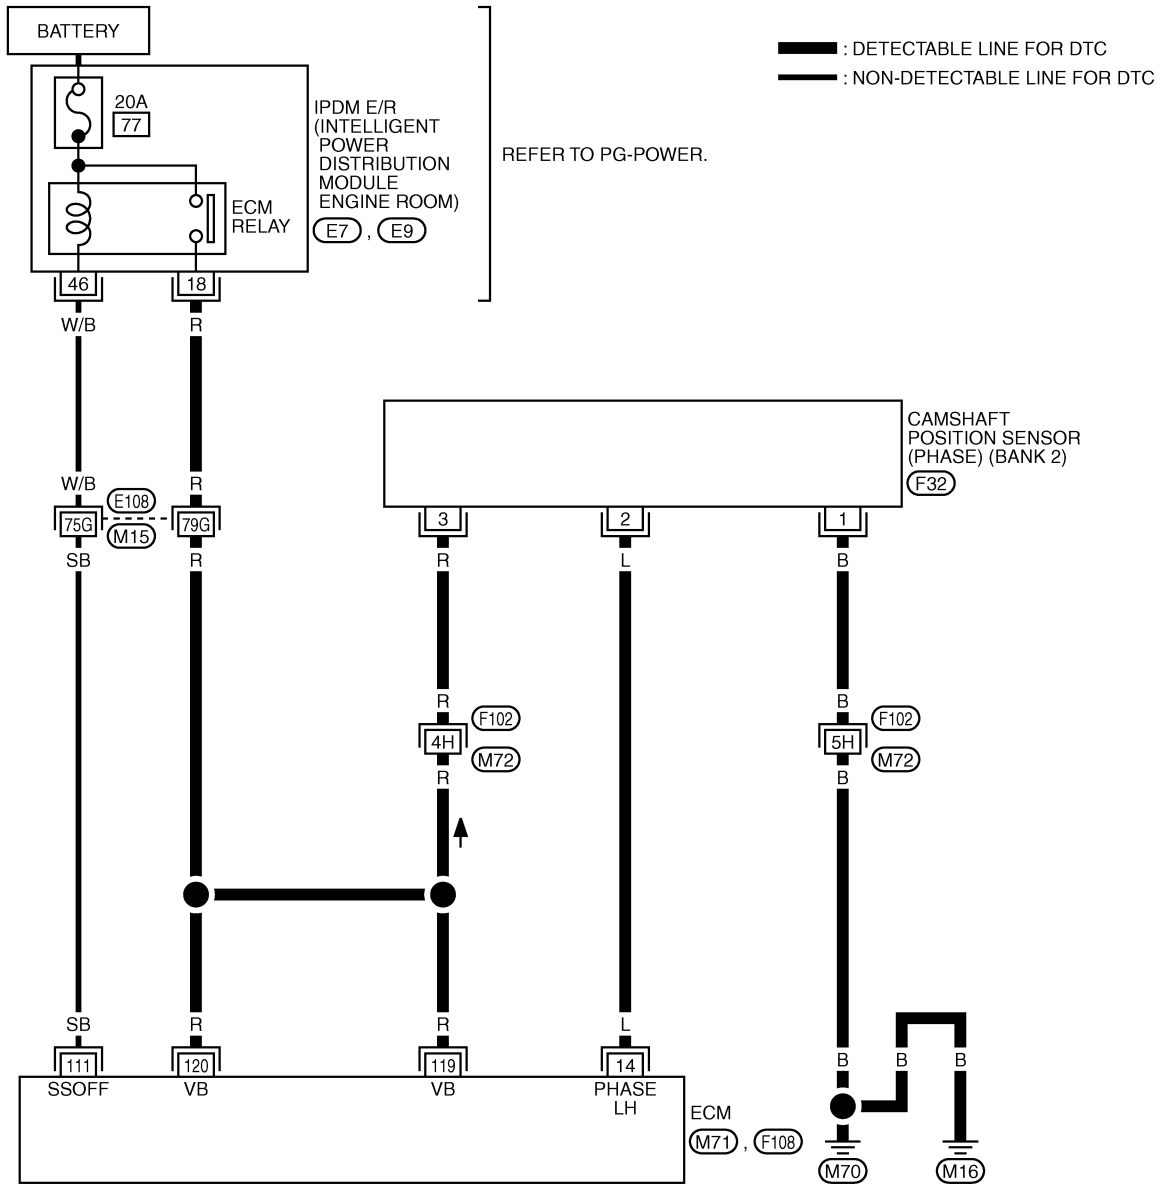 BATTERY
: DETECTABLE LINE FOR DTC
: NON-DETECTABLE LINE FOR DTC
20A
77
IPDM E/R
(INTELLIGENT
POWER
DISTRIBUTION
MODULE
ENGINE ROOM)
E7 , E9
REFER TO PG-POWER.
ECM
RELAY
46
18
W/B
R
CAMSHAFT
POSITION SENSOR
(PHASE) (BANK 2)
F32
W/B
R
E108
75G
79G
M15
3
2
1
SB
R
R
L
B
R
B
F102
F102
4H
5H
M72
M72
R
B
SB
R
R
L
B
B
B
111
120
119
14
SSOFF
VB
VB
PHASE
LH
ECM
M71 , F108
M70
M16